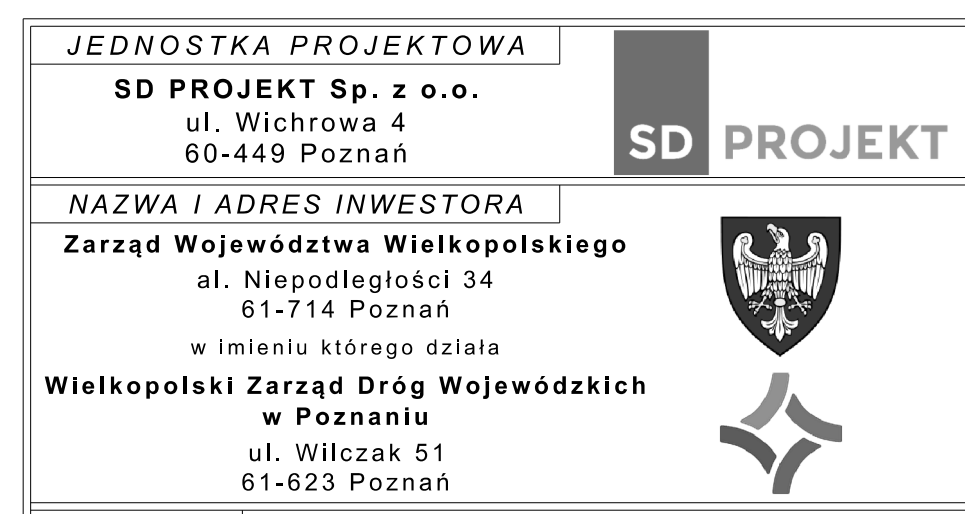 JEDNOSTKA PROJEKTOWA
SD PROJEKT Sp. z o.o.
ul. Wichrowa 4
60-449 Poznań
SD PROJEKT
NAZWA I ADRES INWESTORA
Zarząd Województwa Wielkopolskiego
al. Niepodległości 34
61-714 Poznań
w imieniu którego działa
Wielkopolski Zarząd Dróg Wojewódzkich
w Poznaniu
ul. Wilczak 51
61-623 Poznań